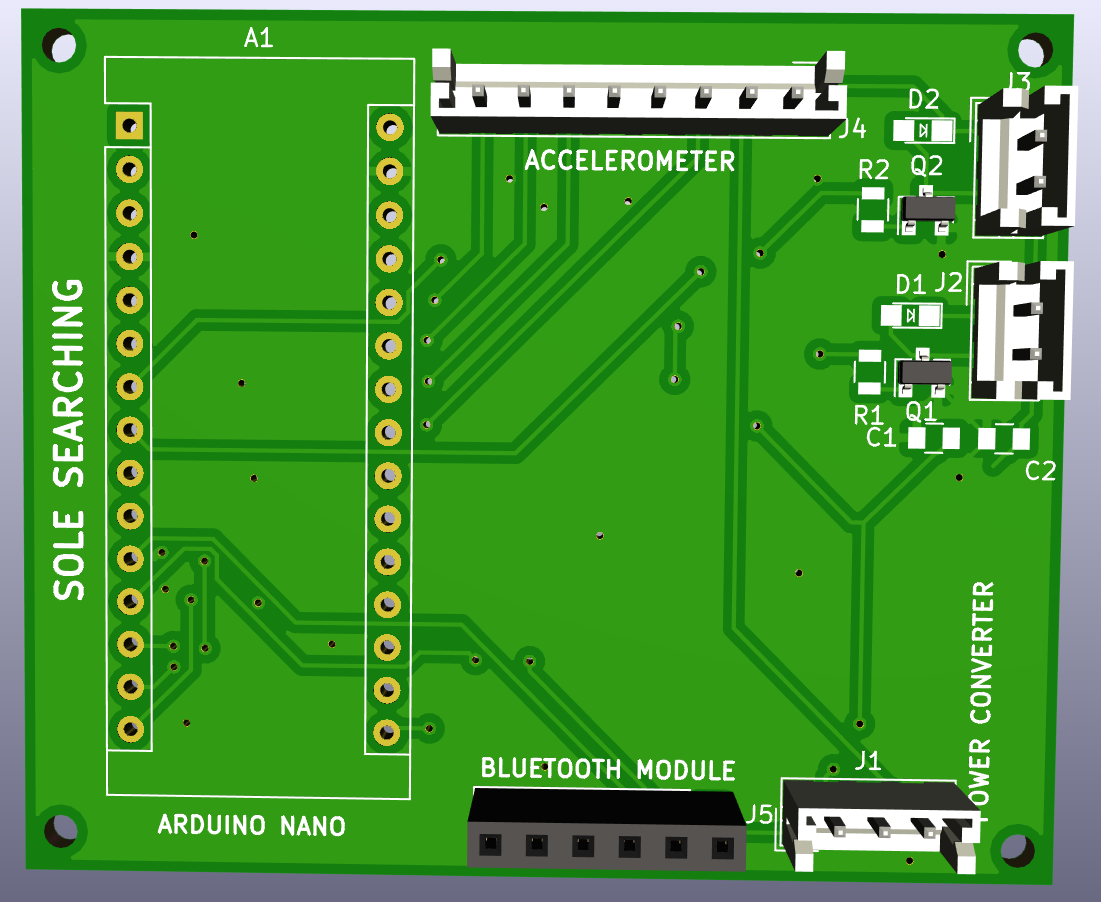 A1
J3
D2
J4
ACCELEROMETER
R2
Q2
D1
J2
R1
Q1
C1
C2
SOLE SEARCHING
OWER CONVERTER
J1
BLUETOOTH MODULE
J5
ARDUINO NANO